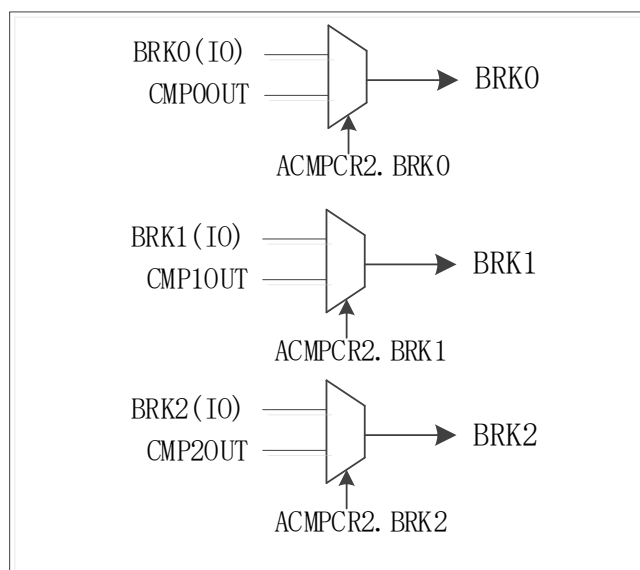 BRK0(IO)
CMP0OUT
BRK0
ACMPCR2. BRK0
BRK1(IO)
CMP1OUT
BRK1
ACMPCR2. BRK1
BRK2(IO)
CMP2OUT
BRK2
ACMPCR2. BRK2